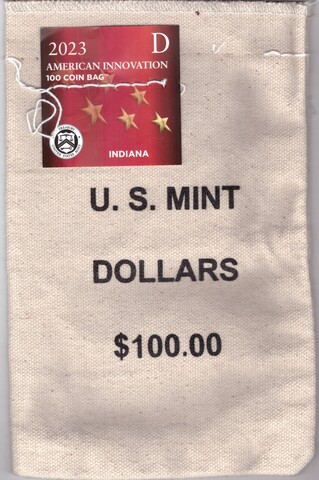 2023 D
AMERICAN INNOVATION
100 COIN BAG
INDIANA
U. S. MINT
DOLLARS
$100.00